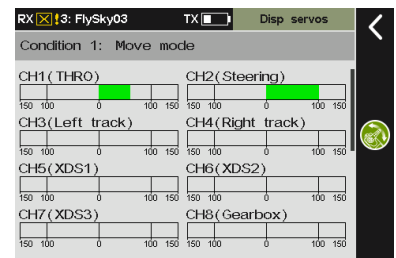 RX !3: FlySky03 TX Disp servos
Condition 1: Move mode
CH1(THRO) CH2(Steering)
150 100 0 100 150 150 100 0 100 150
CH3(Left track) CH4(Right track)
150 100 0 100 150 150 100 0 100 150
CH5(XDS1) CH6(XDS2)
150 100 0 100 150 150 100 0 100 150
CH7(XDS3) CH8(Gearbox)
150 100 0 100 150 150 100 0 100 150